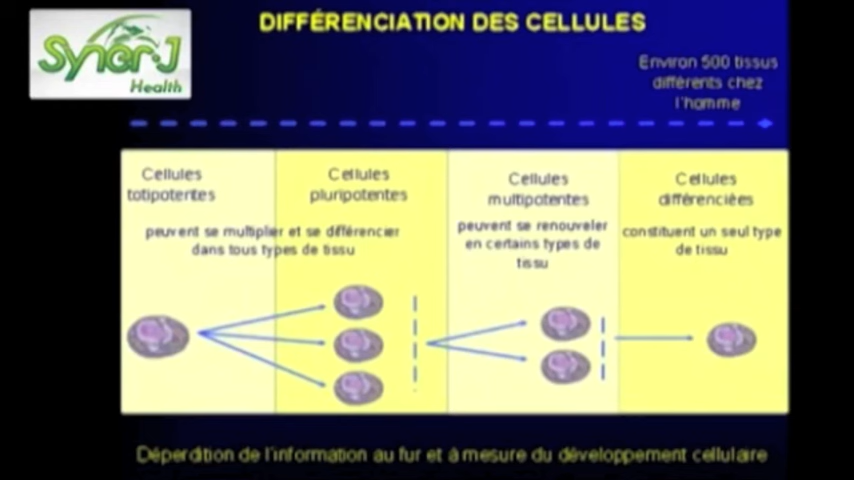 DIFFÉRENCIATION DES CELLULES
SynerJ
Health
Environ 500 tissus
différents chez
l'homme
Cellules
totipotentes
Cellules
pluripotentes
peuvent se multiplier et se différencier
dans tous types de tissu
Cellules
multipotentes
peuvent se renouveler
en certains types de
tissu
Cellules
différenciées
constituent un seul type
de tissu
Déperdition de l'information au fur et à mesure du développement cellulaire